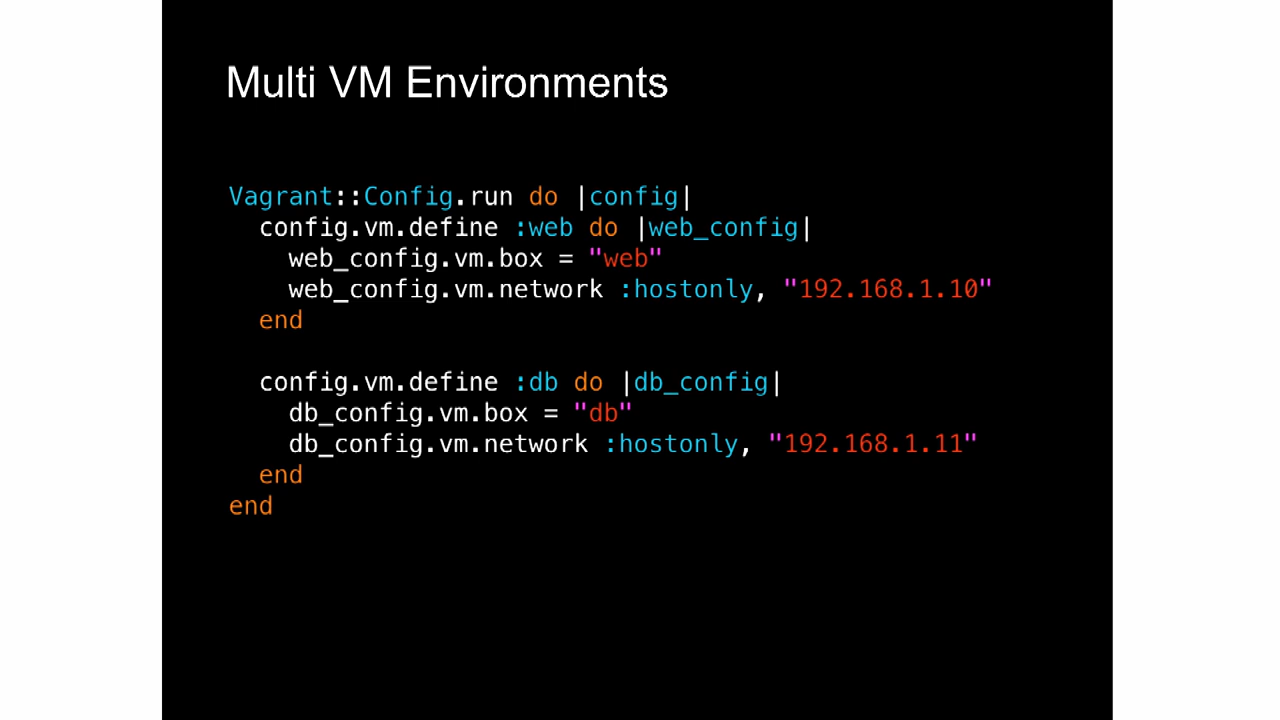 Multi VM Environments
Vagrant::Config.run do |config|
  config.vm.define :web do |web_config|
    web_config.vm.box = "web"
    web_config.vm.network :hostonly, "192.168.1.10"
  end

  config.vm.define :db do |db_config|
    db_config.vm.box = "db"
    db_config.vm.network :hostonly, "192.168.1.11"
  end
end